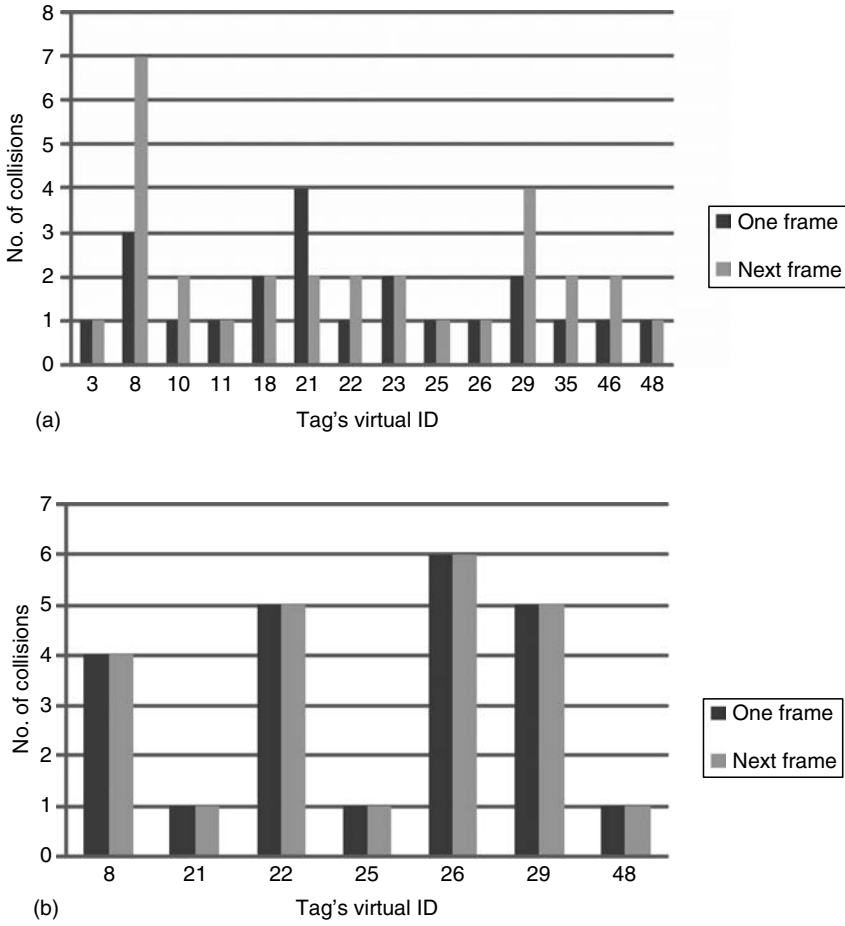 8
7
6
5
4
3
2
1
0
No. of collisions
3 8 10 11 18 21 22 23 25 26 29 35 46 48
Tag's virtual ID
(a)
One frame
Next frame
7
6
5
4
3
2
1
0
No. of collisions
8 21 22 25 26 29 48
Tag's virtual ID
(b)
One frame
Next frame